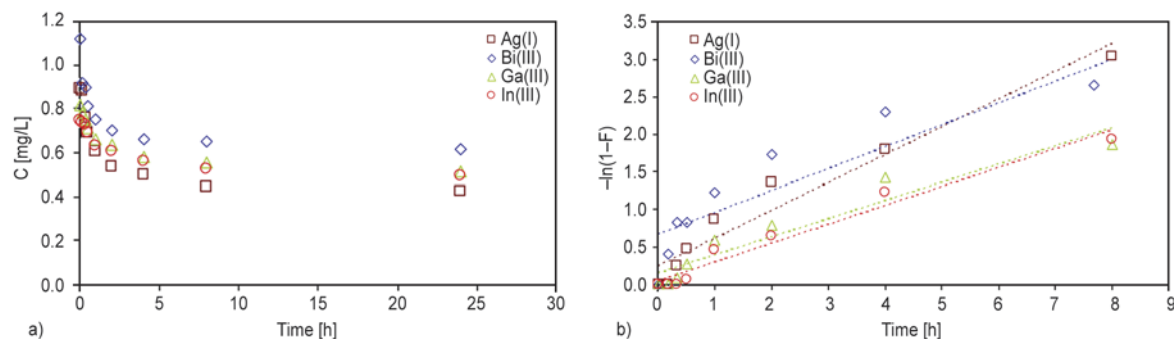 C [mg/L]
1.2
1.0
0.8
0.6
0.4
1.2
0.0
Ag(I)
Bi(III)
Ga(III)
In(III)
0
5
10
15
20
25
30
Time [h]
a)
–ln(1–F)
3.5
3.0
2.5
2.0
1.5
1.0
0.5
0.0
Ag(I)
Bi(III)
Ga(III)
In(III)
0
1
2
3
4
5
6
7
8
9
Time [h]
b)